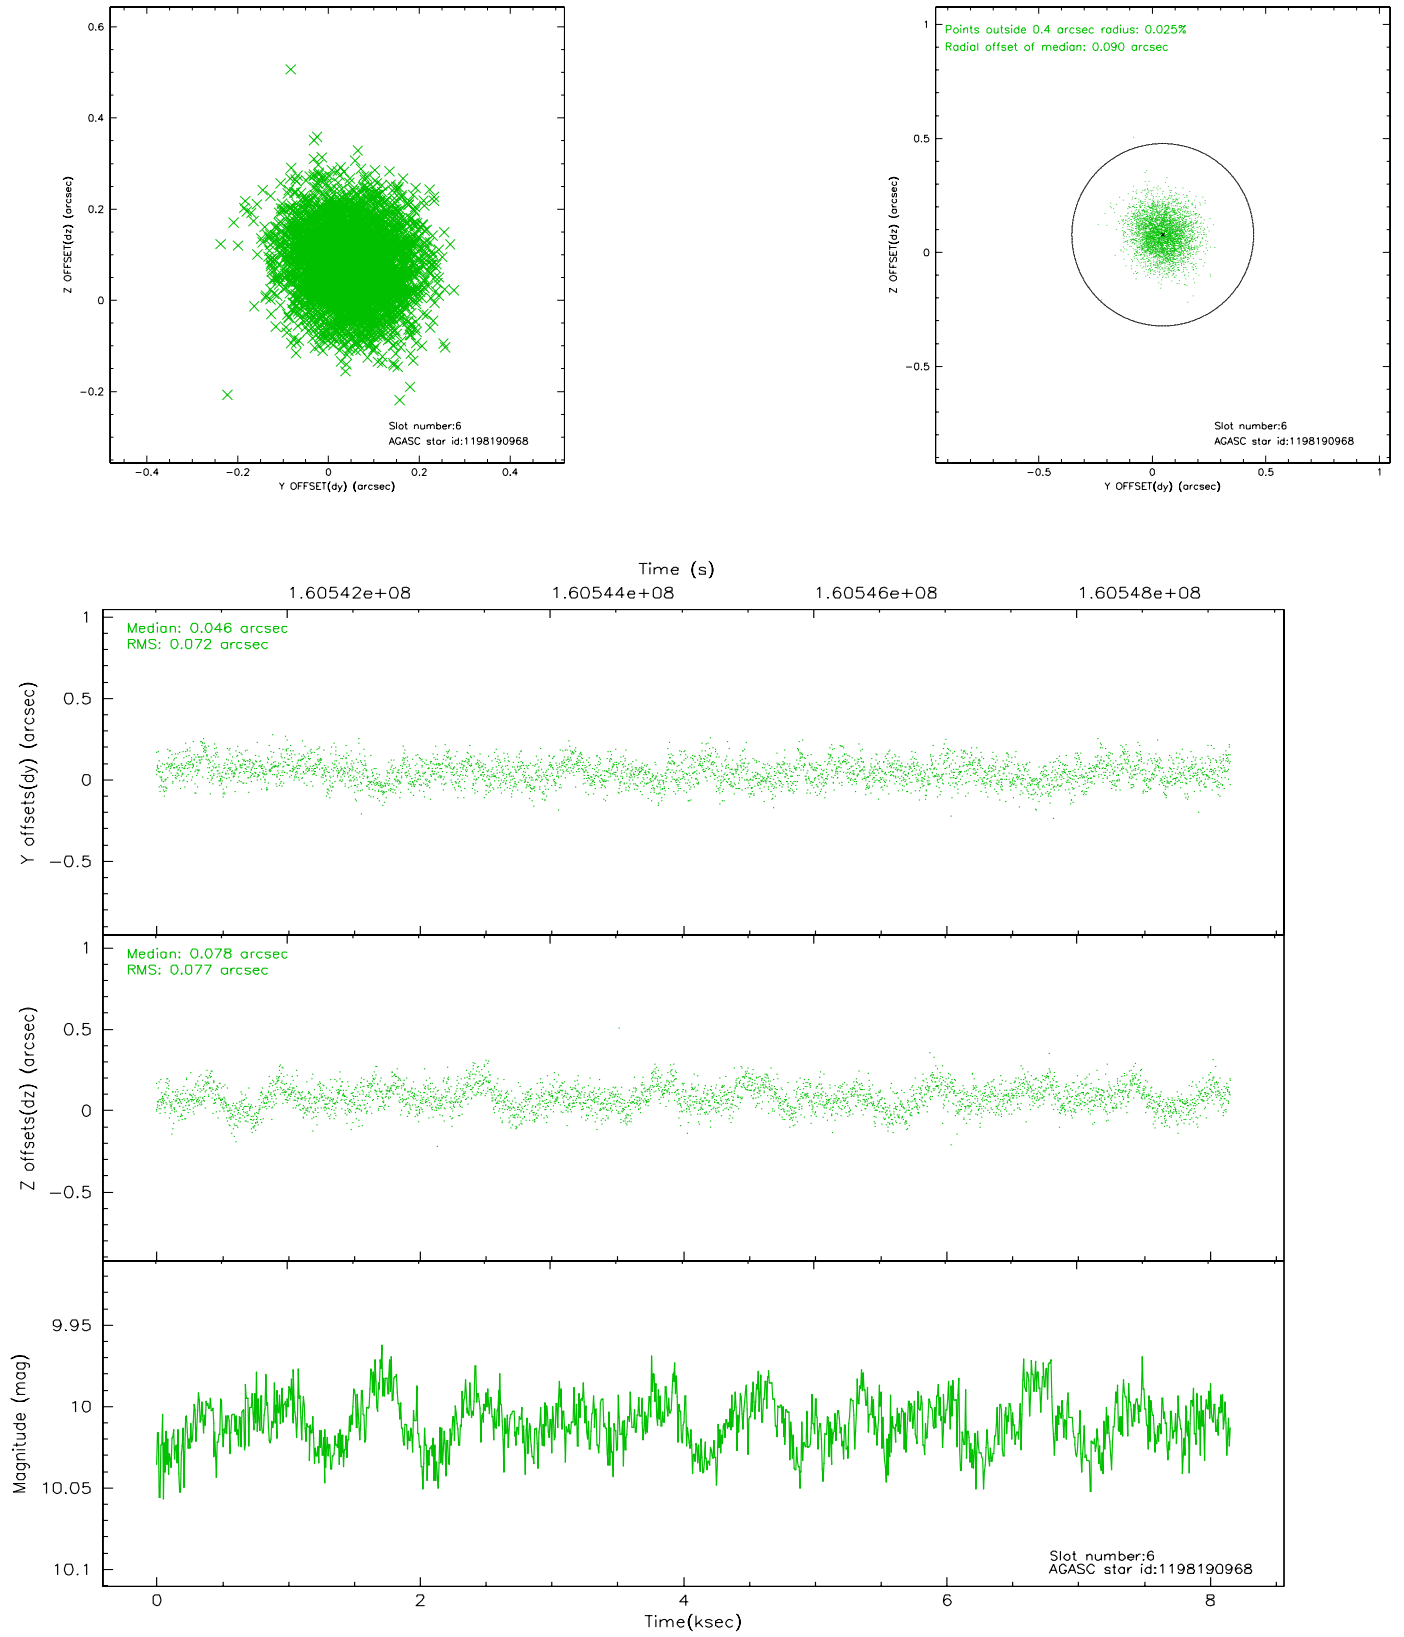 0.6
0.4
0.2
0
−0.2
Z OFFSET(dz) (arcsec)
Slot number:6
AGASC star id:1198190968
−0.4 −0.2 0 0.2 0.4
Y OFFSET(dy) (arcsec)
Points outside 0.4 arcsec radius: 0.025%
Radial offset of median: 0.090 arcsec
1
0.5
0
−0.5
Z OFFSET(dz) (arcsec)
Slot number:6
AGASC star id:1198190968
−0.5 0 0.5 1
Y OFFSET(dy) (arcsec)
Time (s)
1.60542e+08 1.60544e+08 1.60546e+08 1.60548e+08
Median: 0.046 arcsec
RMS: 0.072 arcsec
1
0.5
0
−0.5
Y offsets(dy) (arcsec)
Median: 0.078 arcsec
RMS: 0.077 arcsec
1
0.5
0
−0.5
Z offsets(dz) (arcsec)
9.95
10
10.05
10.1
Magnitude (mag)
Slot number:6
AGASC star id:1198190968
0 2 4 6 8
Time(ksec)